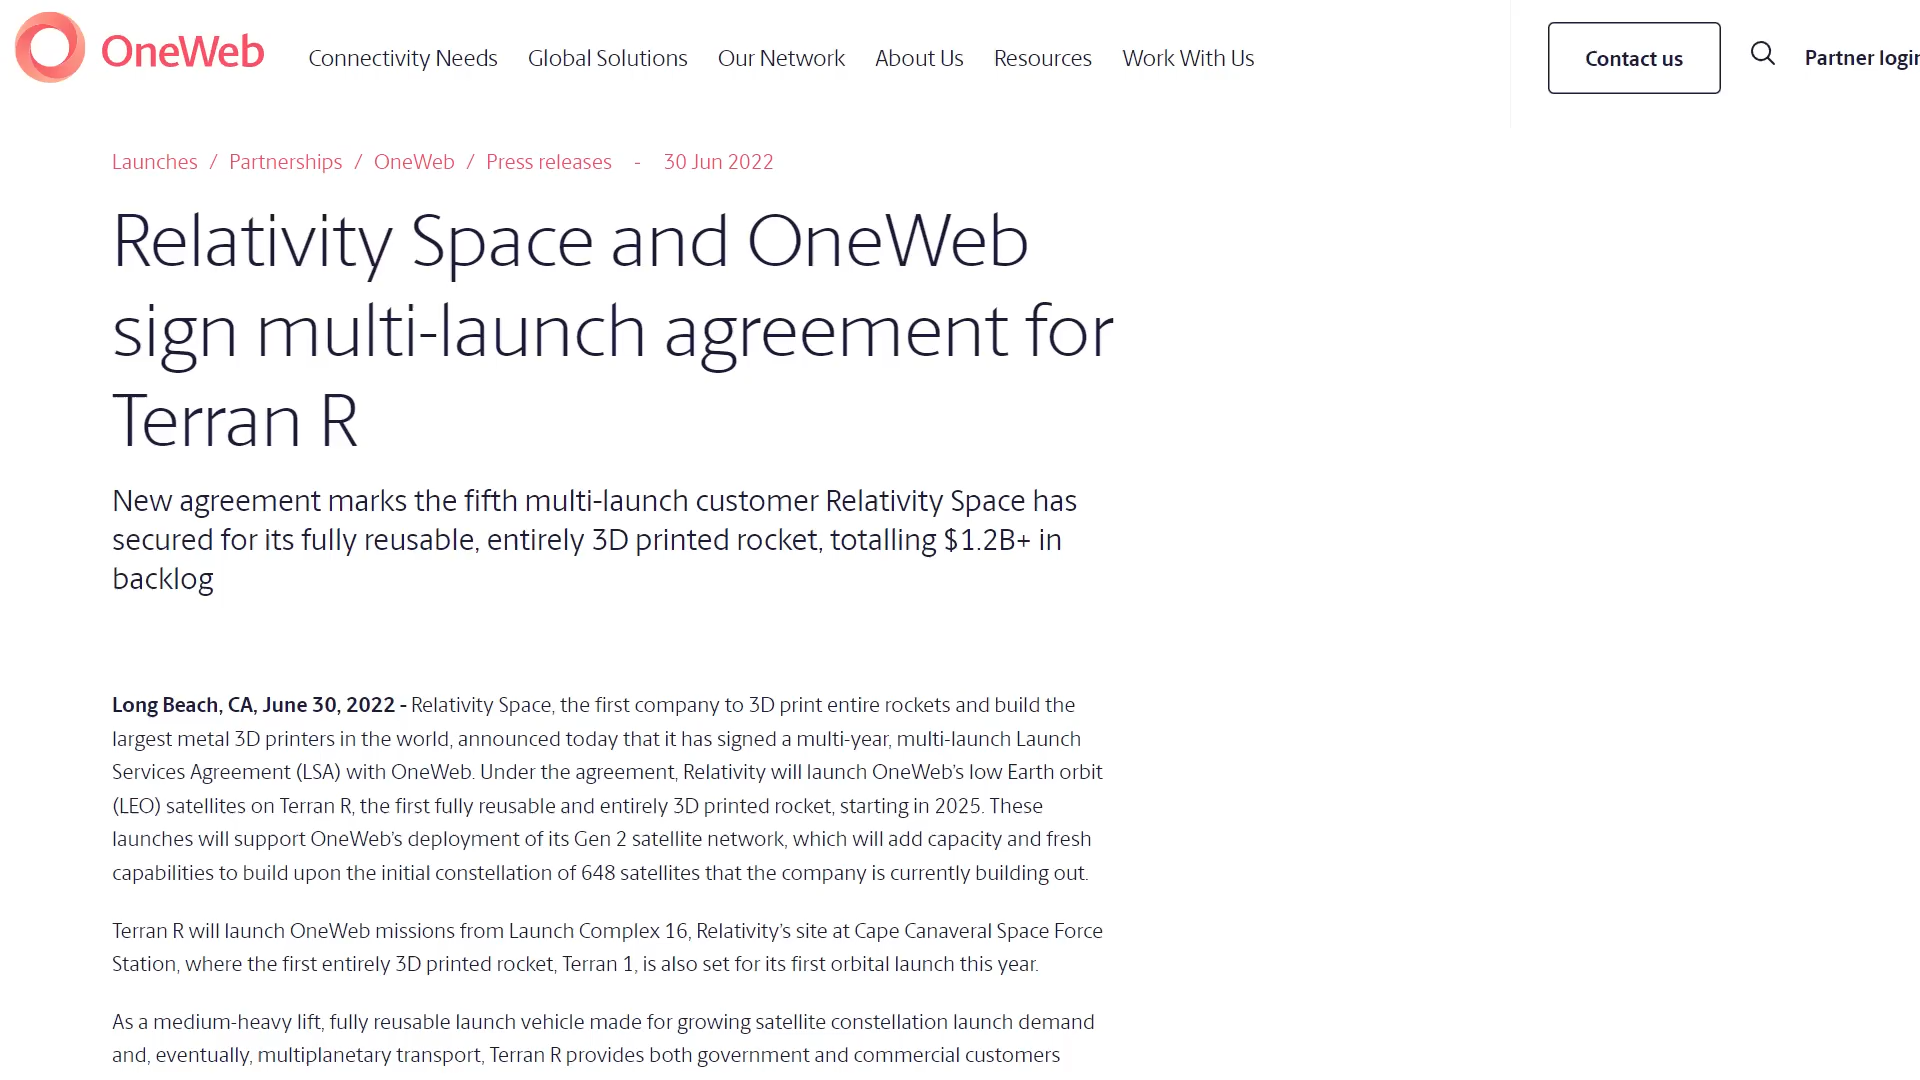 OneWeb
Connectivity Needs Global Solutions Our Network About Us Resources Work With Us
Contact us
Partner login
Launches / Partnerships / OneWeb / Press releases - 30 Jun 2022
Relativity Space and OneWeb
sign multi-launch agreement for
Terran R
New agreement marks the fifth multi-launch customer Relativity Space has
secured for its fully reusable, entirely 3D printed rocket, totalling $1.2B+ in
backlog
Long Beach, CA, June 30, 2022 - Relativity Space, the first company to 3D print entire rockets and build the
largest metal 3D printers in the world, announced today that it has signed a multi-year, multi-launch Launch
Services Agreement (LSA) with OneWeb. Under the agreement, Relativity will launch OneWeb's low Earth orbit
(LEO) satellites on Terran R, the first fully reusable and entirely 3D printed rocket, starting in 2025. These
launches will support OneWeb's deployment of its Gen 2 satellite network, which will add capacity and fresh
capabilities to build upon the initial constellation of 648 satellites that the company is currently building out.
Terran R will launch OneWeb missions from Launch Complex 16, Relativity's site at Cape Canaveral Space Force
Station, where the first entirely 3D printed rocket, Terran 1, is also set for its first orbital launch this year.
As a medium-heavy lift, fully reusable launch vehicle made for growing satellite constellation launch demand
and, eventually, multiplanetary transport, Terran R provides both government and commercial customers